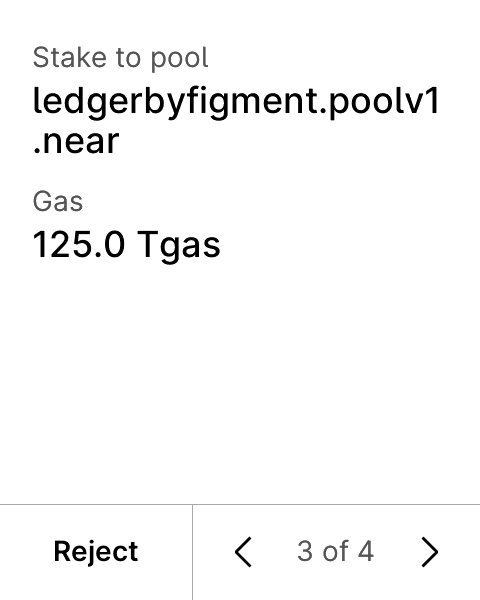 Stake to pool
ledgerbyfigment.poolv1
.near
Gas
125.0 Tgas
Reject
3 of 4